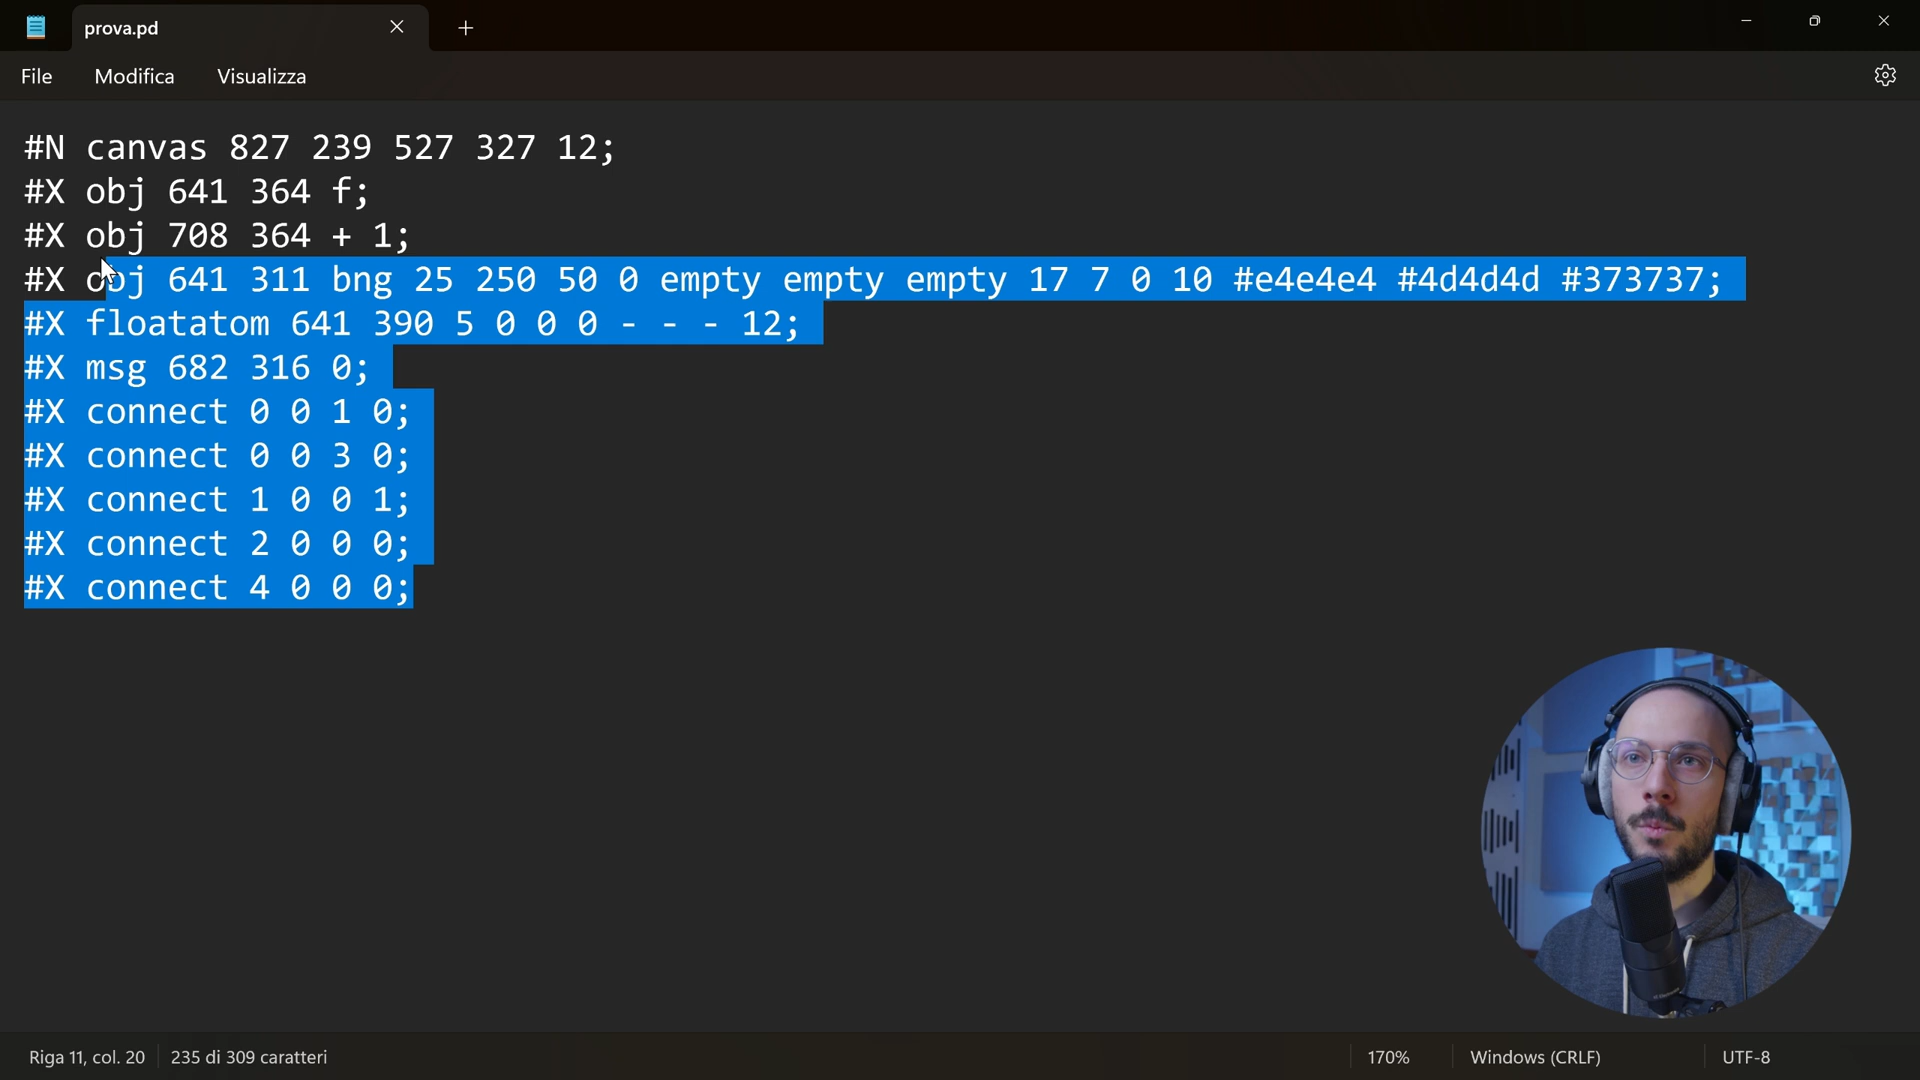 prova.pd
File Modifica Visualizza
#N canvas 827 239 527 327 12;
#X obj 641 364 f;
#X obj 708 364 + 1;
#X obj 641 311 bng 25 250 50 0 empty empty empty 17 7 0 10 #e4e4e4 #4d4d4d #373737;
#X floatatom 641 390 5 0 0 0 - - - 12;
#X msg 682 316 0;
#X connect 0 0 1 0;
#X connect 0 0 3 0;
#X connect 1 0 0 1;
#X connect 2 0 0 0;
#X connect 4 0 0 0;
Riga 11, col. 20 235 di 309 caratteri 170% Windows (CRLF) UTF-8